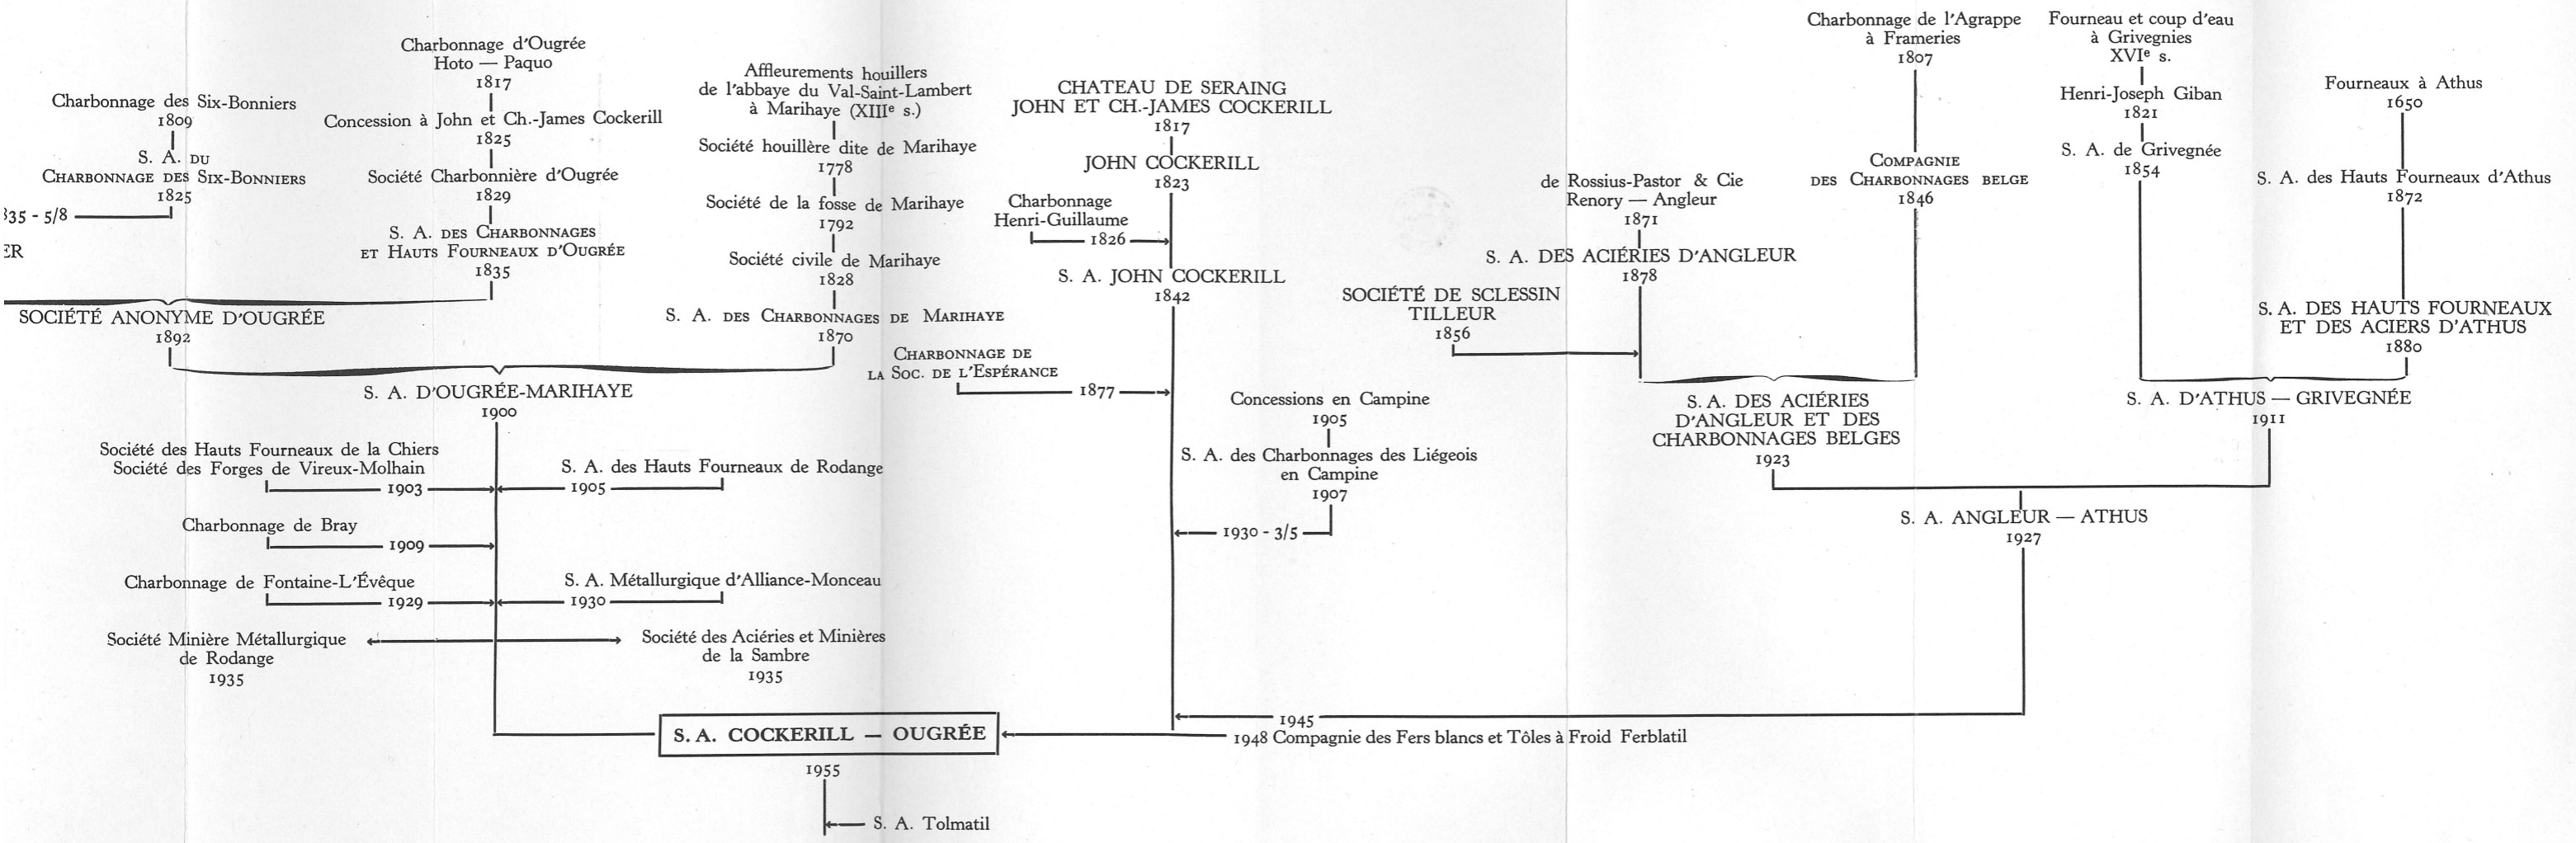 Charbonnage des Six-Bonniers
1809
S. A. DU
CHARBONNAGE DES SIX-BONNIERS
1825
835 - 5/8
ER
Charbonnage d'Ougrée
Hoto — Paquo
1817
Concession à John et Ch.-James Cockerill
1825
Société Charbonnière d'Ougrée
1829
S. A. DES CHARBONNAGES
ET HAUTS FOURNEAUX D'OUGRÉE
1835
SOCIÉTÉ ANONYME D'OUGRÉE
1892
Affleurements houillers
de l'abbaye du Val-Saint-Lambert
à Marihaye (XIIIe s.)
Société houillère dite de Marihaye
1778
Société de la fosse de Marihaye
1792
Société civile de Marihaye
1828
S. A. DES CHARBONNAGES DE MARIHAYE
1870
S. A. D'OUGRÉE-MARIHAYE
1900
Société des Hauts Fourneaux de la Chiers
Société des Forges de Vireux-Molhain
1903
S. A. des Hauts Fourneaux de Rodange
1905
Charbonnage de Bray
1909
Charbonnage de Fontaine-L'Évêque
1929
S. A. Métallurgique d'Alliance-Monceau
1930
Société Minière Métallurgique
de Rodange
1935
Société des Aciéries et Minières
de la Sambre
1935
CHATEAU DE SERAING
JOHN ET CH.-JAMES COCKERILL
1817
JOHN COCKERILL
1823
Charbonnage
Henri-Guillaume
1826
S. A. JOHN COCKERILL
1842
CHARBONNAGE DE
LA SOC. DE L'ESPÉRANCE
1877
Concessions en Campine
1905
S. A. des Charbonnages des Liégeois
en Campine
1907
1930 - 3/5
SOCIÉTÉ DE SCLESSIN
TILLEUR
1856
de Rossius-Pastor & Cie
Renory — Angleur
1871
S. A. DES ACIÉRIES D'ANGLEUR
1878
Charbonnage de l'Agrappe
à Frameries
1807
COMPAGNIE
DES CHARBONNAGES BELGE
1846
S. A. DES ACIÉRIES
D'ANGLEUR ET DES
CHARBONNAGES BELGES
1923
Fourneau et coup d'eau
à Grivegnies
XVIe s.
Henri-Joseph Giban
1821
S. A. de Grivegnée
1854
Fourneaux à Athus
1650
S. A. des Hauts Fourneaux d'Athus
1872
S. A. DES HAUTS FOURNEAUX
ET DES ACIERS D'ATHUS
1880
S. A. D'ATHUS — GRIVEGNÉE
1911
S. A. ANGLEUR — ATHUS
1927
1945
S. A. COCKERILL — OUGRÉE
1948 Compagnie des Fers blancs et Tôles à Froid Ferblatil
1955
S. A. Tolmatil